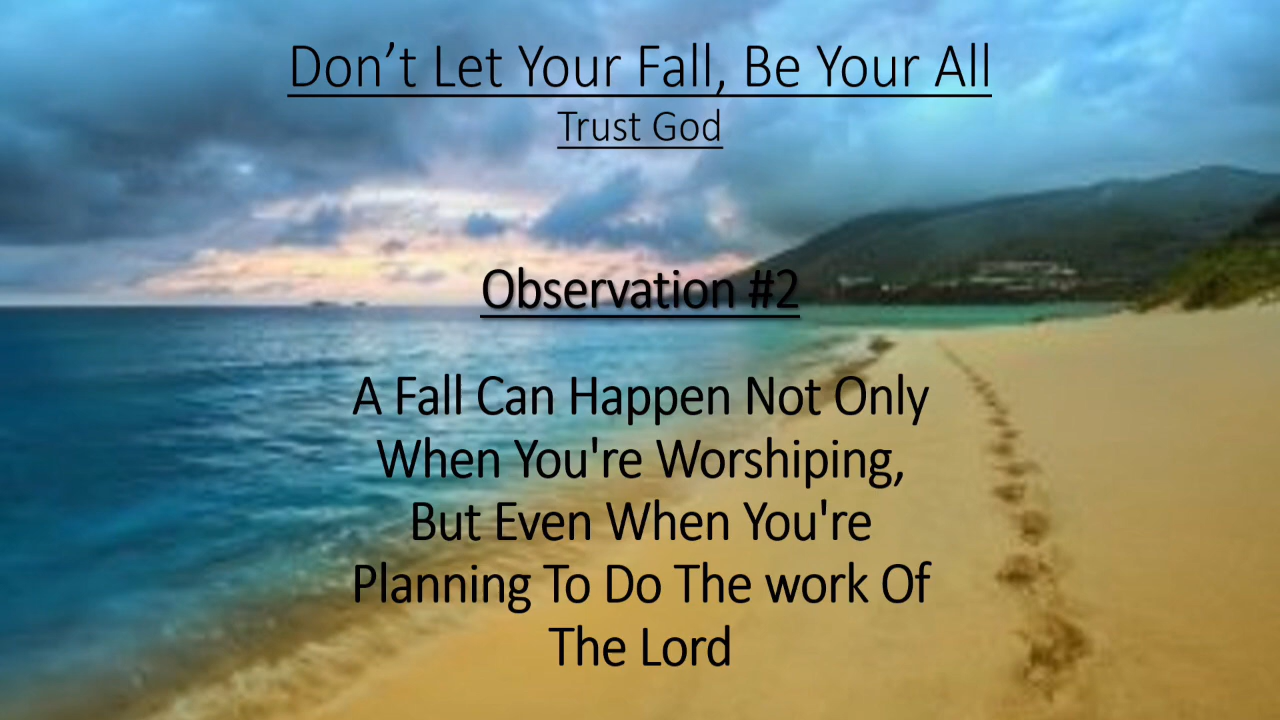 Don’t Let Your Fall, Be Your All
Trust God
Observation #2
A Fall Can Happen Not Only
When You're Worshiping,
But Even When You're
Planning To Do The work Of
The Lord